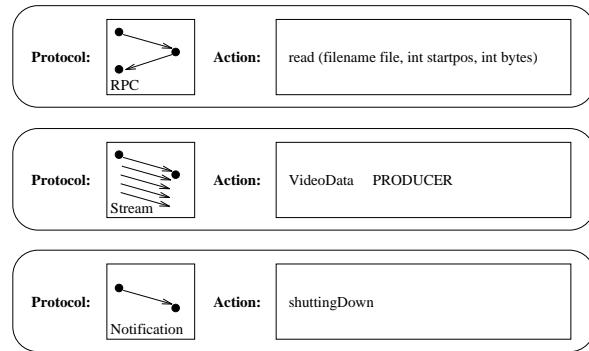 Protocol: RPC Action: read (filename file, int startpos, int bytes)
Protocol: Stream Action: VideoData PRODUCER
Protocol: Notification Action: shuttingDown